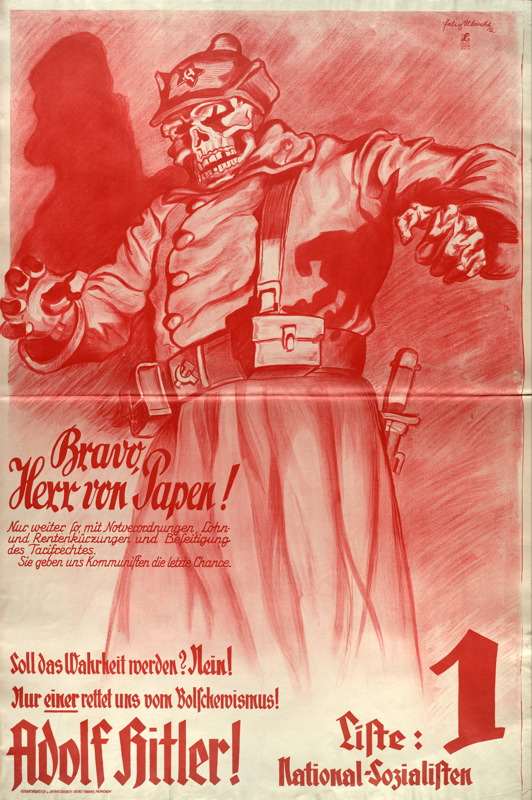 Bravo,
Herr von Papen!
Nur weiter so, mit Notverordnungen, Lohn-
und Rentenkürzungen und Beseitigung
des Tarifrechtes.
Sie geben uns Kommunisten die letzte Chance.
Soll das Wahrheit werden? Nein!
Nur einer rettet uns vom Bolschewismus!
Adolf Hitler!
1
Liste:
National-Sozialisten